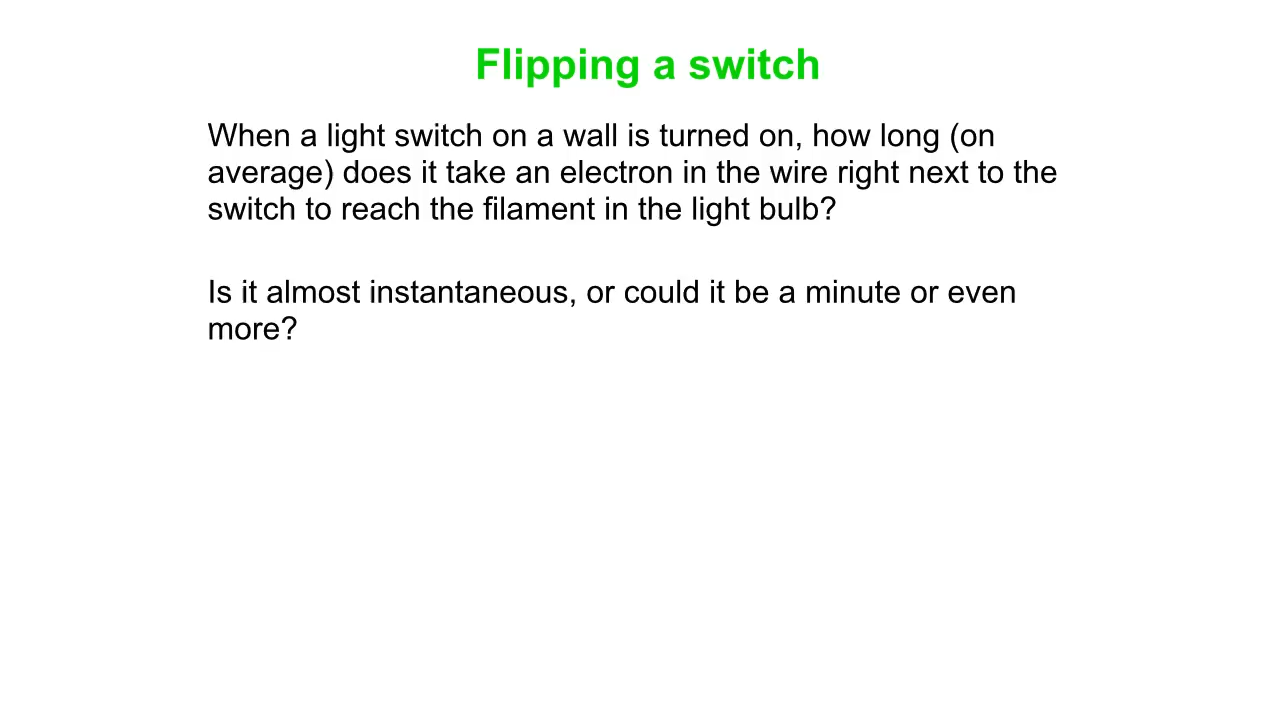 Flipping a switch
When a light switch on a wall is turned on, how long (on
average) does it take an electron in the wire right next to the
switch to reach the filament in the light bulb?
Is it almost instantaneous, or could it be a minute or even
more?